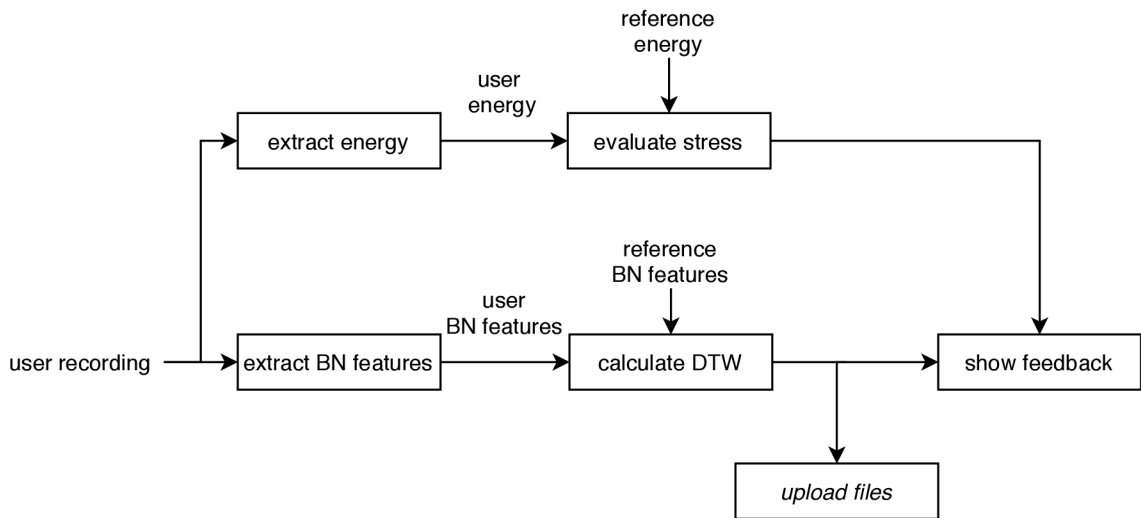 reference
energy
user
energy
extract energy
evaluate stress
reference
BN features
user
BN features
user recording
extract BN features
calculate DTW
show feedback
upload files